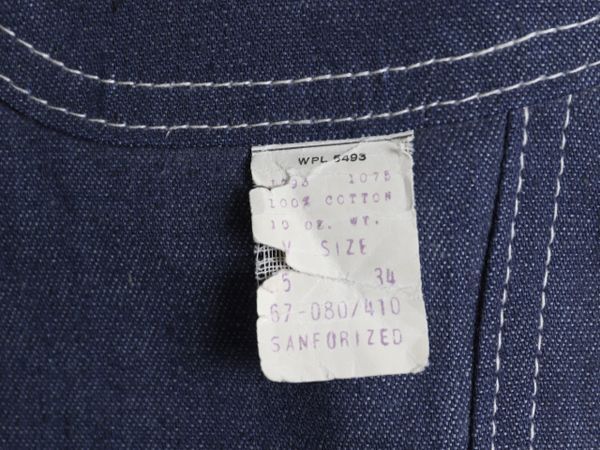 WPL 5493
1075
100% COTTON
10 OZ. WT.
SIZE
34
67-080/410
SANFORIZED